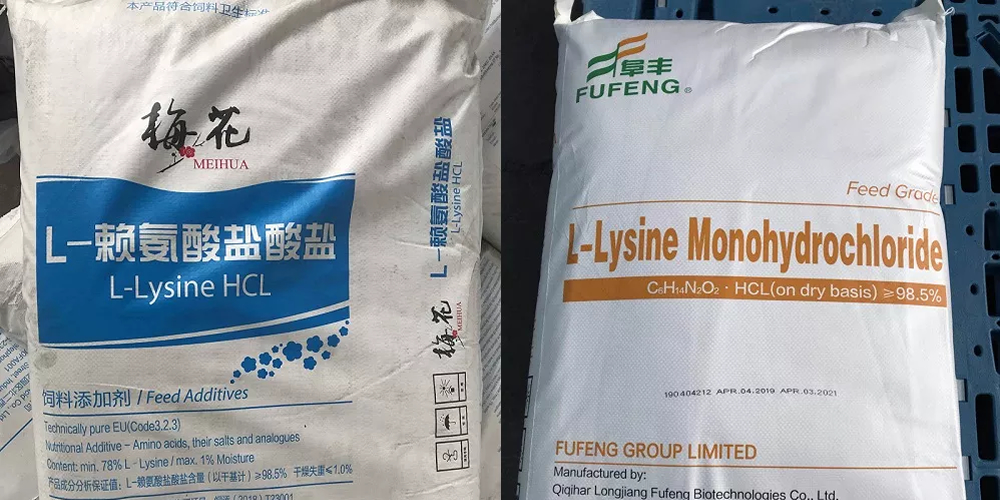 本产品符合饲料卫生标准
梅花
MEIHUA
L-赖氨酸盐酸盐
L-Lysine HCL
饲料添加剂 / Feed Additives
Technically pure EU(Code3.2.3)
Nutritional Additive ~ Amino acids, their salts and analogues
Content: min. 78% L - Lysine / max. 1% Moisture
产品成分分析保证值: L-赖氨酸盐酸盐含量 (以干基计) ≥98.5% 干燥失重≤1.0%
(2018) T23001
L-赖氨酸盐酸盐
L-Lysine HCL
梅花
MEIHUA
阜丰
FUFENG®
Feed Grade
L-Lysine Monohydrochloride
C₆H₁₄N₂O₂ · HCL(on dry basis) ≥98.5%
190404212 APR.04.2019 APR.03.2021
FUFENG GROUP LIMITED
Manufactured by:
Qiqihar Longjiang Fufeng Biotechnologies Co., Ltd.